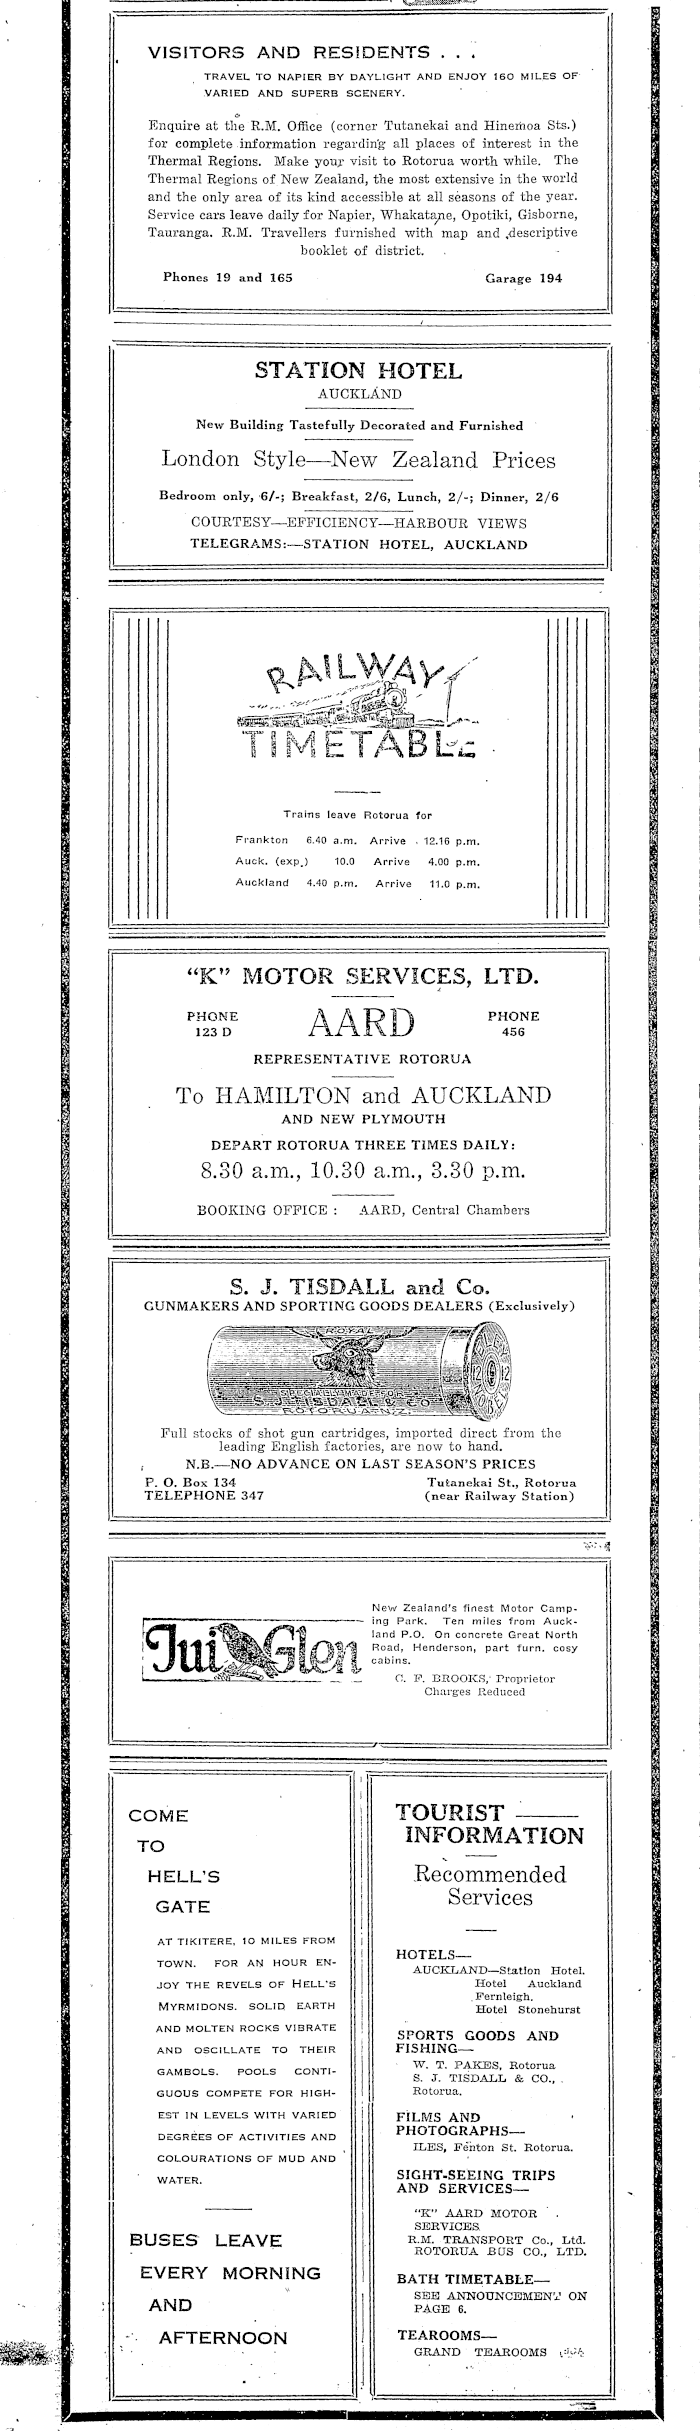 VISITORS AND RESIDENTS . . .
TRAVEL TO NAPIER BY DAYLIGHT AND ENJOY 160 MILES OF
VARIED AND SUPERB SCENERY.
Enquire at the R.M. Office (corner Tutanekai and Hinemoa Sts.)
for complete information regarding all places of interest in the
Thermal Regions. Make your visit to Rotorua worth while. The
Thermal Regions of New Zealand, the most extensive in the world
and the only area of its kind accessible at all seasons of the year.
Service cars leave daily for Napier, Whakatane, Opotiki, Gisborne,
Tauranga. R.M. Travellers furnished with map and descriptive
booklet of district.
Phones 19 and 165 Garage 194
STATION HOTEL
AUCKLAND
New Building Tastefully Decorated and Furnished
London Style—New Zealand Prices
Bedroom only, 6/-; Breakfast, 2/6, Lunch, 2/-; Dinner, 2/6
COURTESY—EFFICIENCY—HARBOUR VIEWS
TELEGRAMS:—STATION HOTEL, AUCKLAND
RAILWAY
TIMETABLE
Trains leave Rotorua for
Frankton 6.40 a.m. Arrive 12.16 p.m.
Auck. (exp.) 10.0 Arrive 4.00 p.m.
Auckland 4.40 p.m. Arrive 11.0 p.m.
"K" MOTOR SERVICES, LTD.
PHONE 123 D AARD PHONE 456
REPRESENTATIVE ROTORUA
To HAMILTON and AUCKLAND
AND NEW PLYMOUTH
DEPART ROTORUA THREE TIMES DAILY:
8.30 a.m., 10.30 a.m., 3.30 p.m.
BOOKING OFFICE : AARD, Central Chambers
S. J. TISDALL and Co.
GUNMAKERS AND SPORTING GOODS DEALERS (Exclusively)
ROYAL
SPECIALLY MADE FOR
S. J. TISDALL & CO
ROTORUA N.Z.
12 12
Full stocks of shot gun cartridges, imported direct from the
leading English factories, are now to hand.
N.B.—NO ADVANCE ON LAST SEASON'S PRICES
P. O. Box 134 Tutanekai St., Rotorua
TELEPHONE 347 (near Railway Station)
Tui Glen
New Zealand's finest Motor Camp-
ing Park. Ten miles from Auck-
land P.O. On concrete Great North
Road, Henderson, part furn. cosy
cabins.
C. F. BROOKS, Proprietor
Charges Reduced
COME
TO
HELL'S
GATE
AT TIKITERE, 10 MILES FROM
TOWN. FOR AN HOUR EN-
JOY THE REVELS OF HELL'S
MYRMIDONS. SOLID EARTH
AND MOLTEN ROCKS VIBRATE
AND OSCILLATE TO THEIR
GAMBOLS. POOLS CONTI-
GUOUS COMPETE FOR HIGH-
EST IN LEVELS WITH VARIED
DEGREES OF ACTIVITIES AND
COLOURATIONS OF MUD AND
WATER.
BUSES LEAVE
EVERY MORNING
AND
AFTERNOON
TOURIST
INFORMATION
Recommended
Services
HOTELS—
AUCKLAND—Station Hotel.
Hotel Auckland
Fernleigh.
Hotel Stonehurst
SPORTS GOODS AND
FISHING—
W. T. PAKES, Rotorua
S. J. TISDALL & CO.,
Rotorua.
FILMS AND
PHOTOGRAPHS—
ILES, Fenton St. Rotorua.
SIGHT-SEEING TRIPS
AND SERVICES—
"K" AARD MOTOR
SERVICES
R.M. TRANSPORT Co., Ltd.
ROTORUA BUS CO., LTD.
BATH TIMETABLE—
SEE ANNOUNCEMENT ON
PAGE 6.
TEAROOMS—
GRAND TEAROOMS